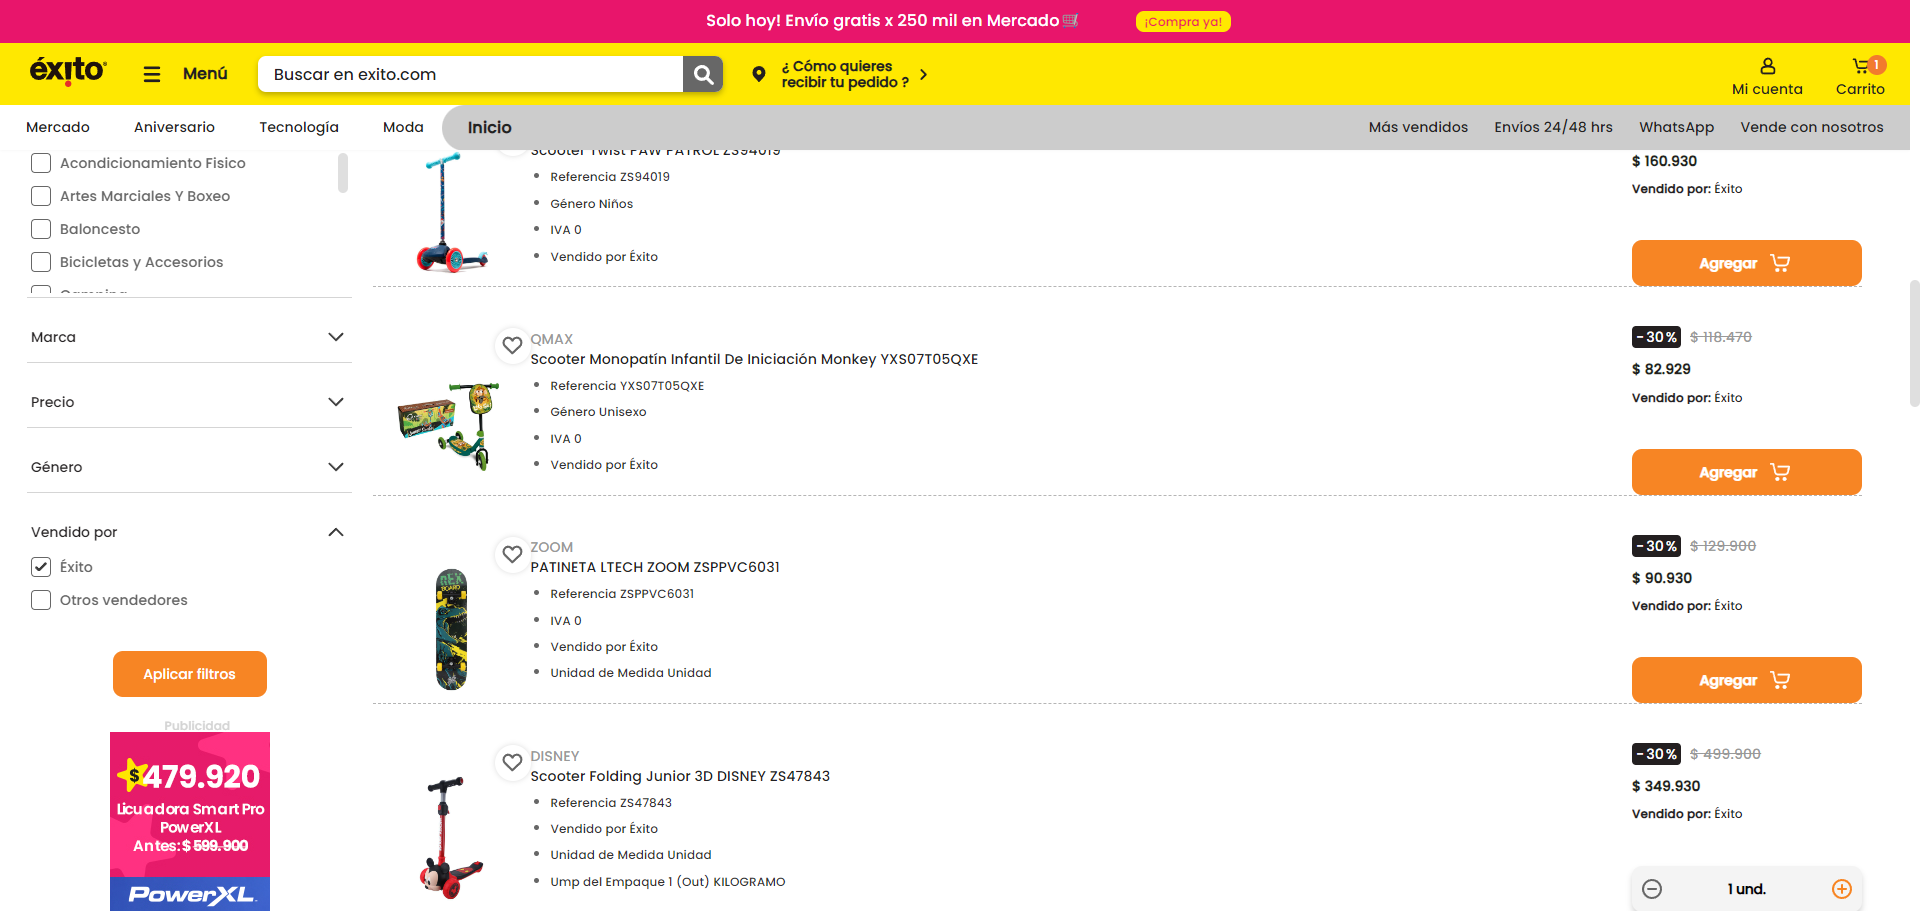 Solo hoy! Envío gratis x 250 mil en Mercado
¡Compra ya!
éxito
Menú
Buscar en exito.com
¿ Cómo quieres
recibir tu pedido ?
Mi cuenta
1
Carrito
Mercado
Aniversario
Tecnología
Moda
Inicio
Más vendidos
Envíos 24/48 hrs
WhatsApp
Vende con nosotros
Acondicionamiento Fisico
Artes Marciales Y Boxeo
Baloncesto
Bicicletas y Accesorios
Camping
Marca
Precio
Género
Vendido por
Éxito
Otros vendedores
Aplicar filtros
Publicidad
$479.920
Licuadora Smart Pro
PowerXL
Antes: $ 599.900
PowerXL
Scooter Twist PAW PATROL ZS94019
Referencia ZS94019
Género Niños
IVA 0
Vendido por Éxito
$ 160.930
Vendido por: Éxito
Agregar
QMAX
Scooter Monopatín Infantil De Iniciación Monkey YXS07T05QXE
Referencia YXS07T05QXE
Género Unisexo
IVA 0
Vendido por Éxito
-30% $ 118.470
$ 82.929
Vendido por: Éxito
Agregar
ZOOM
PATINETA LTECH ZOOM ZSPPVC6031
Referencia ZSPPVC6031
IVA 0
Vendido por Éxito
Unidad de Medida Unidad
REX
-30% $ 129.900
$ 90.930
Vendido por: Éxito
Agregar
DISNEY
Scooter Folding Junior 3D DISNEY ZS47843
Referencia ZS47843
Vendido por Éxito
Unidad de Medida Unidad
Ump del Empaque 1 (Out) KILOGRAMO
-30% $ 499.900
$ 349.930
Vendido por: Éxito
1 und.